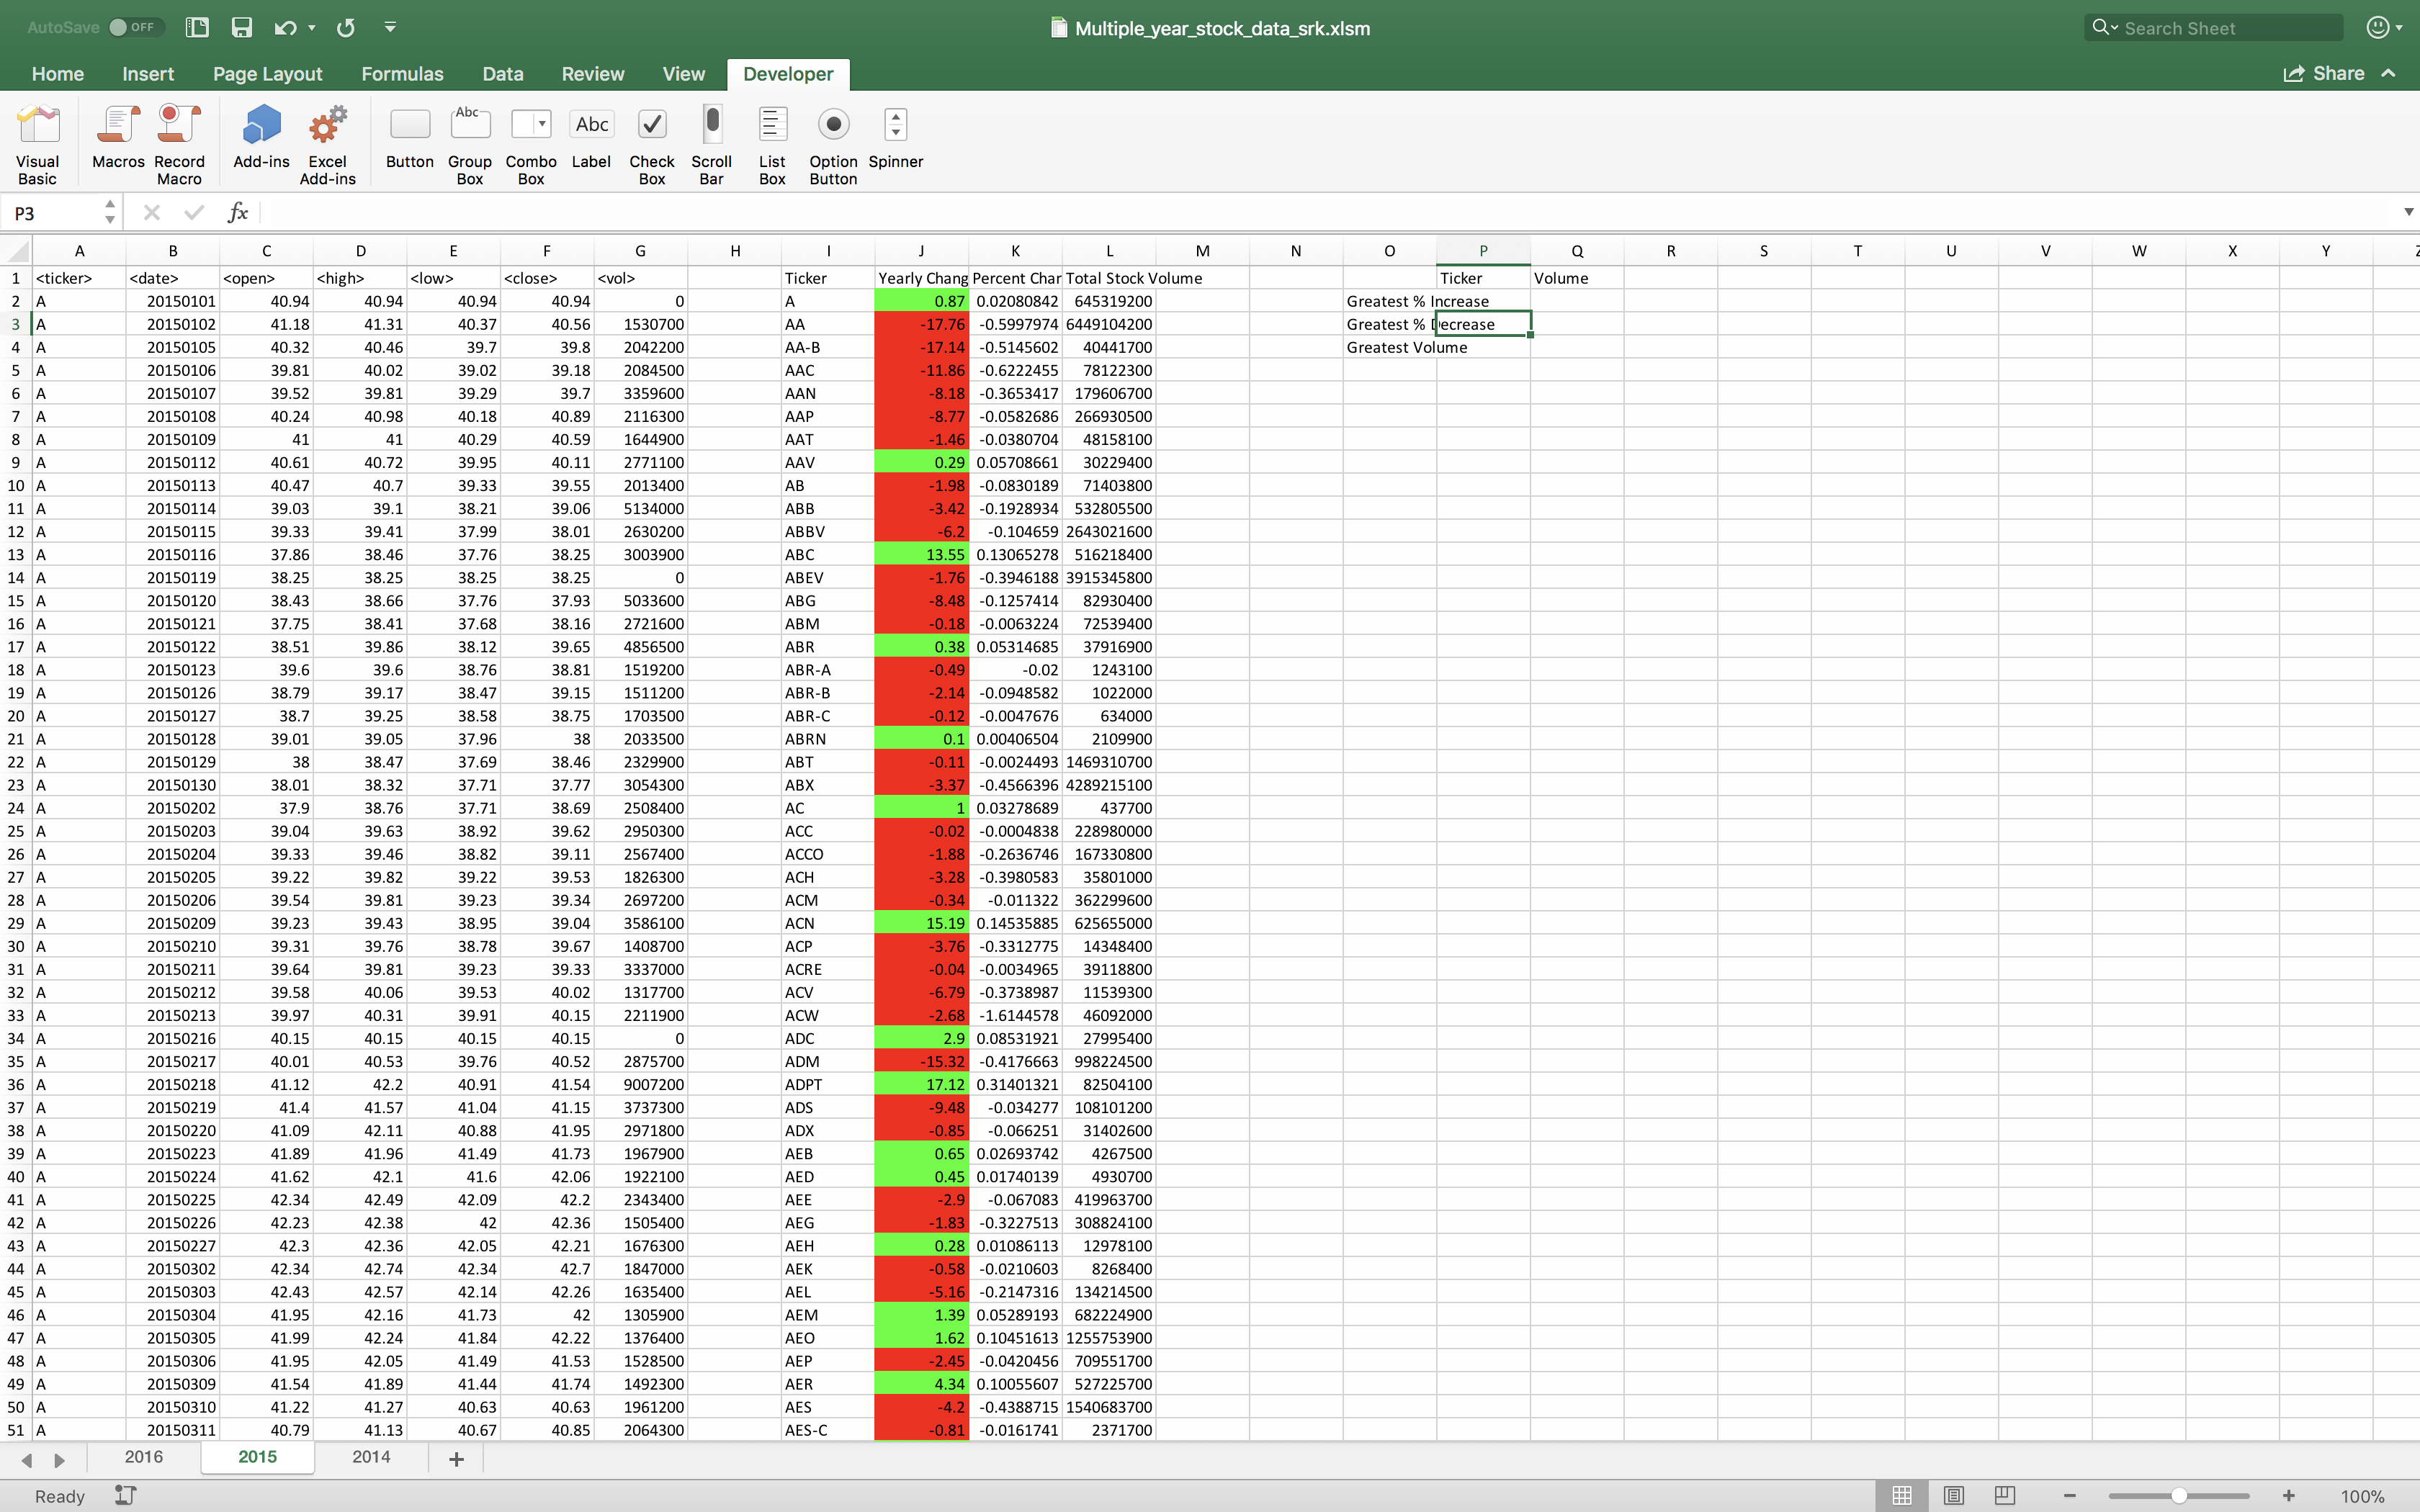 AutoSave OFF Multiple_year_stock_data_srk.xlsm Search Sheet
Home Insert Page Layout Formulas Data Review View Developer Share
Visual Basic Macros Record Macro Add-ins Excel Add-ins Button Group Box Combo Box Label Check Box Scroll Bar List Box Option Button Spinner
Abc Abc
P3 fx
A B C D E F G H I J K L M N O P Q R S T U V W X Y Z
1 <ticker> <date> <open> <high> <low> <close> <vol> Ticker Yearly Chang Percent Char Total Stock Volume Ticker Volume
2 A 20150101 40.94 40.94 40.94 40.94 0 A 0.87 0.02080842 645319200 Greatest % Increase
3 A 20150102 41.18 41.31 40.37 40.56 1530700 AA -17.76 -0.5997974 6449104200 Greatest % Decrease
4 A 20150105 40.32 40.46 39.7 39.8 2042200 AA-B -17.14 -0.5145602 40441700 Greatest Volume
5 A 20150106 39.81 40.02 39.02 39.18 2084500 AAC -11.86 -0.6222455 78122300
6 A 20150107 39.52 39.81 39.29 39.7 3359600 AAN -8.18 -0.3653417 179606700
7 A 20150108 40.24 40.98 40.18 40.89 2116300 AAP -8.77 -0.0582686 266930500
8 A 20150109 41 41 40.29 40.59 1644900 AAT -1.46 -0.0380704 48158100
9 A 20150112 40.61 40.72 39.95 40.11 2771100 AAV 0.29 0.05708661 30229400
10 A 20150113 40.47 40.7 39.33 39.55 2013400 AB -1.98 -0.0830189 71403800
11 A 20150114 39.03 39.1 38.21 39.06 5134000 ABB -3.42 -0.1928934 532805500
12 A 20150115 39.33 39.41 37.99 38.01 2630200 ABBV -6.2 -0.104659 2643021600
13 A 20150116 37.86 38.46 37.76 38.25 3003900 ABC 13.55 0.13065278 516218400
14 A 20150119 38.25 38.25 38.25 38.25 0 ABEV -1.76 -0.3946188 3915345800
15 A 20150120 38.43 38.66 37.76 37.93 5033600 ABG -8.48 -0.1257414 82930400
16 A 20150121 37.75 38.41 37.68 38.16 2721600 ABM -0.18 -0.0063224 72539400
17 A 20150122 38.51 39.86 38.12 39.65 4856500 ABR 0.38 0.05314685 37916900
18 A 20150123 39.6 39.6 38.76 38.81 1519200 ABR-A -0.49 -0.02 1243100
19 A 20150126 38.79 39.17 38.47 39.15 1511200 ABR-B -2.14 -0.0948582 1022000
20 A 20150127 38.7 39.25 38.58 38.75 1703500 ABR-C -0.12 -0.0047676 634000
21 A 20150128 39.01 39.05 37.96 38 2033500 ABRN 0.1 0.00406504 2109900
22 A 20150129 38 38.47 37.69 38.46 2329900 ABT -0.11 -0.0024493 1469310700
23 A 20150130 38.01 38.32 37.71 37.77 3054300 ABX -3.37 -0.4566396 4289215100
24 A 20150202 37.9 38.76 37.71 38.69 2508400 AC 1 0.03278689 437700
25 A 20150203 39.04 39.63 38.92 39.62 2950300 ACC -0.02 -0.0004838 228980000
26 A 20150204 39.33 39.46 38.82 39.11 2567400 ACCO -1.88 -0.2636746 167330800
27 A 20150205 39.22 39.82 39.22 39.53 1826300 ACH -3.28 -0.3980583 35801000
28 A 20150206 39.54 39.81 39.23 39.34 2697200 ACM -0.34 -0.011322 362299600
29 A 20150209 39.23 39.43 38.95 39.04 3586100 ACN 15.19 0.14535885 625655000
30 A 20150210 39.31 39.76 38.78 39.67 1408700 ACP -3.76 -0.3312775 14348400
31 A 20150211 39.64 39.81 39.23 39.33 3337000 ACRE -0.04 -0.0034965 39118800
32 A 20150212 39.58 40.06 39.53 40.02 1317700 ACV -6.79 -0.3738987 11539300
33 A 20150213 39.97 40.31 39.91 40.15 2211900 ACW -2.68 -1.6144578 46092000
34 A 20150216 40.15 40.15 40.15 40.15 0 ADC 2.9 0.08531921 27995400
35 A 20150217 40.01 40.53 39.76 40.52 2875700 ADM -15.32 -0.4176663 998224500
36 A 20150218 41.12 42.2 40.91 41.54 9007200 ADPT 17.12 0.31401321 82504100
37 A 20150219 41.4 41.57 41.04 41.15 3737300 ADS -9.48 -0.034277 108101200
38 A 20150220 41.09 42.11 40.88 41.95 2971800 ADX -0.85 -0.066251 31402600
39 A 20150223 41.89 41.96 41.49 41.73 1967900 AEB 0.65 0.02693742 4267500
40 A 20150224 41.62 42.1 41.6 42.06 1922100 AED 0.45 0.01740139 4930700
41 A 20150225 42.34 42.49 42.09 42.2 2343400 AEE -2.9 -0.067083 419963700
42 A 20150226 42.23 42.38 42 42.36 1505400 AEG -1.83 -0.3227513 308824100
43 A 20150227 42.3 42.36 42.05 42.21 1676300 AEH 0.28 0.01086113 12978100
44 A 20150302 42.34 42.74 42.34 42.7 1847000 AEK -0.58 -0.0210603 8268400
45 A 20150303 42.43 42.57 42.14 42.26 1635400 AEL -5.16 -0.2147316 134214500
46 A 20150304 41.95 42.16 41.73 42 1305900 AEM 1.39 0.05289193 682224900
47 A 20150305 41.99 42.24 41.84 42.22 1376400 AEO 1.62 0.10451613 1255753900
48 A 20150306 41.95 42.05 41.49 41.53 1528500 AEP -2.45 -0.0420456 709551700
49 A 20150309 41.54 41.89 41.44 41.74 1492300 AER 4.34 0.10055607 527225700
50 A 20150310 41.22 41.27 40.63 40.63 1961200 AES -4.2 -0.4388715 1540683700
51 A 20150311 40.79 41.13 40.67 40.85 2064300 AES-C -0.81 -0.0161741 2371700
2016 2015 2014 +
Ready 100%